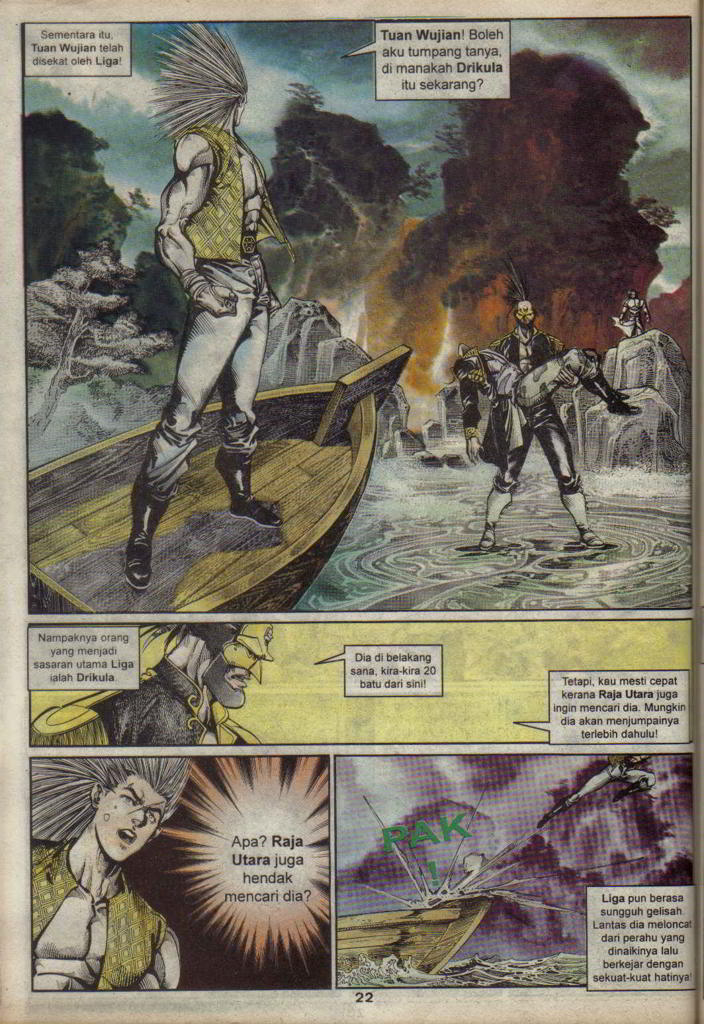 Sementara itu,
Tuan Wujian telah
disekat oleh Liga!
Tuan Wujian! Boleh
aku tumpang tanya,
di manakah Drikula
itu sekarang?
Nampaknya orang
yang menjadi
sasaran utama Liga
ialah Drikula.
Dia di belakang
sana, kira-kira 20
batu dari sini!
Tetapi, kau mesti cepat
kerana Raja Utara juga
ingin mencari dia. Mungkin
dia akan menjumpainya
terlebih dahulu!
Apa? Raja
Utara juga
hendak
mencari dia?
PAK
!
Liga pun berasa
sungguh gelisah.
Lantas dia meloncat
dari perahu yang
dinaikinya lalu
berkejar dengan
sekuat-kuat hatinya!
22